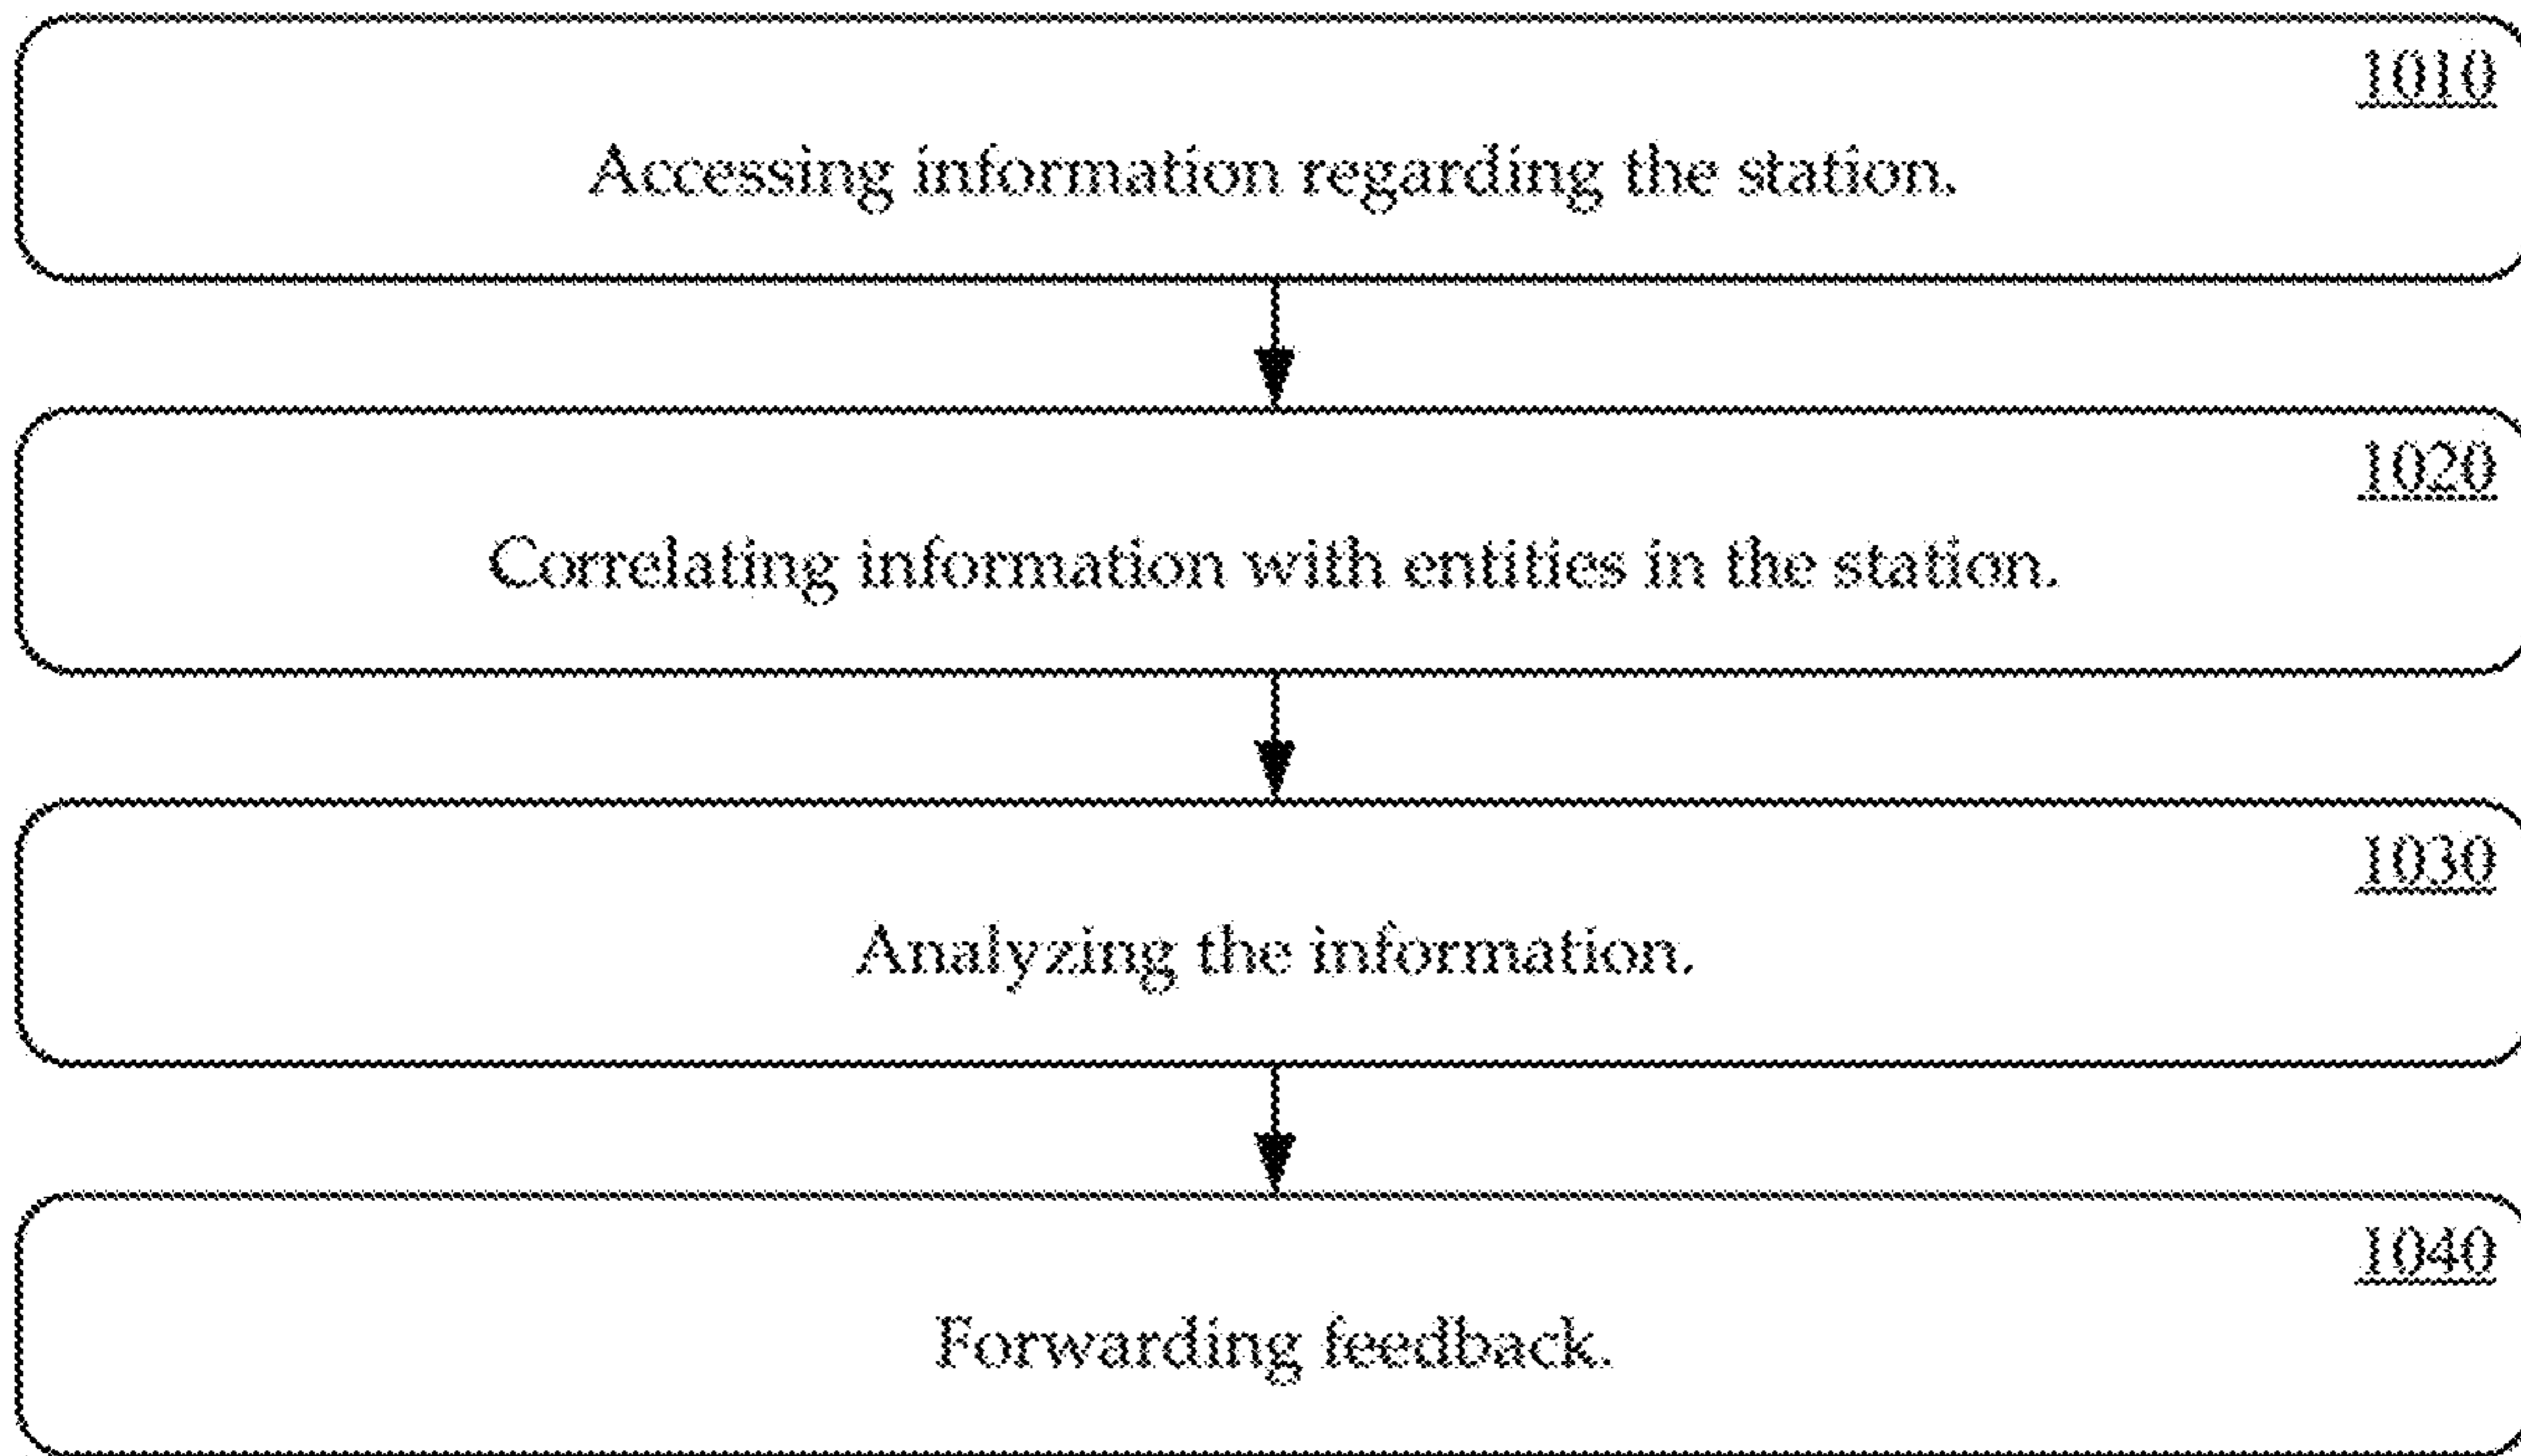 1010
Accessing information regarding the station.
1020
Correlating information with entities in the station.
1030
Analyzing the information.
1040
Forwarding feedback.